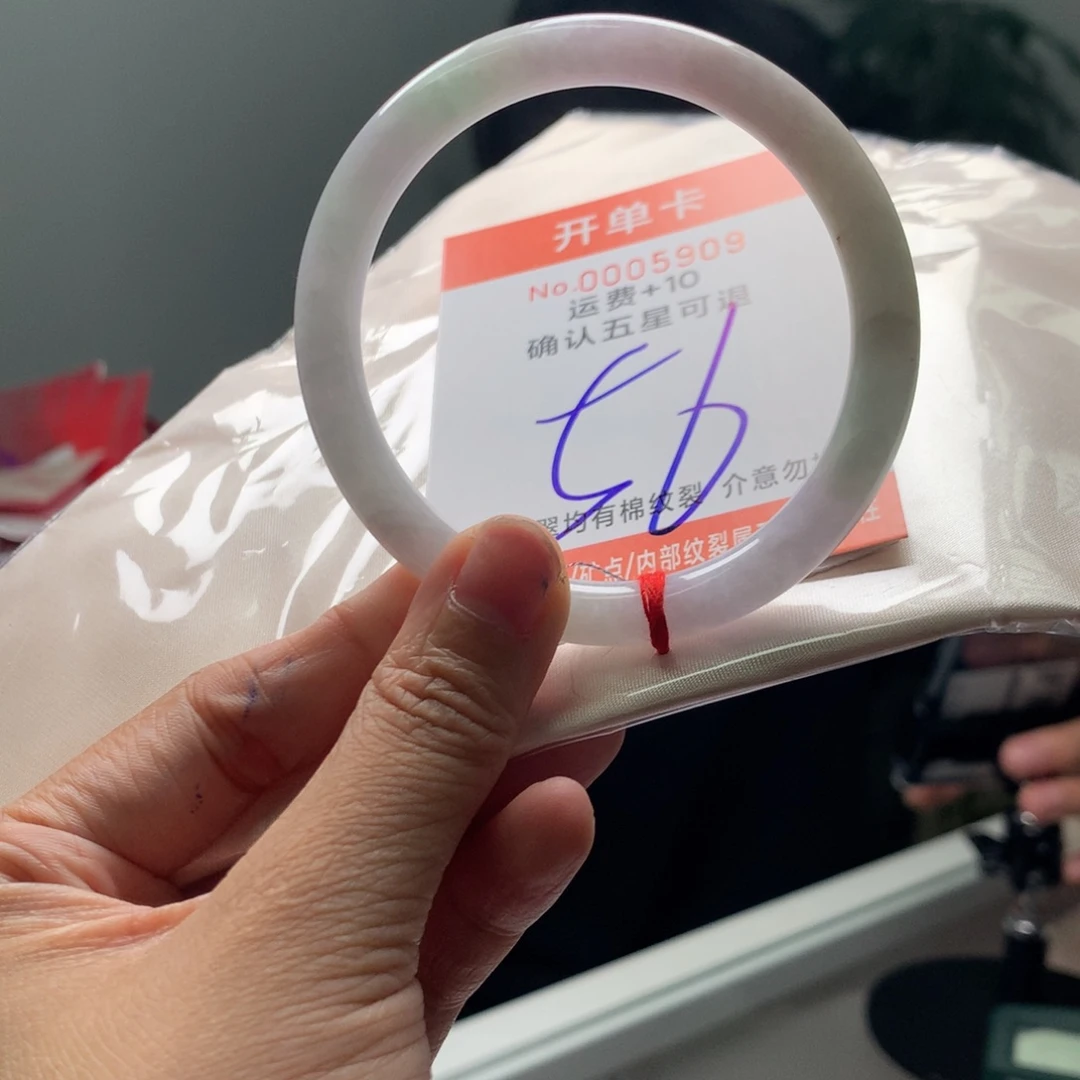 开单卡
No.0005909
运费+10
确认五星可退
56
均有棉纹裂 介意勿
点/内部纹裂属